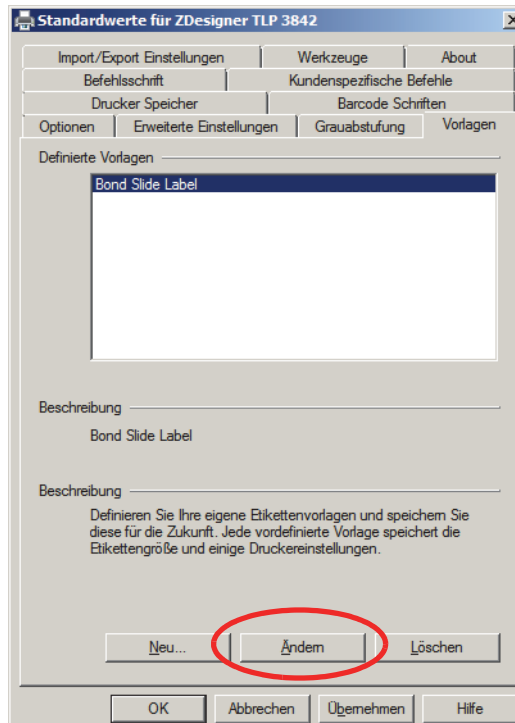 Standardwerte für ZDesigner TLP 3842
Import/Export Einstellungen Werkzeuge About
Befehlsschrift Kundenspezifische Befehle
Drucker Speicher Barcode Schriften
Optionen Erweiterte Einstellungen Grauabstufung Vorlagen
Definierte Vorlagen
Bond Slide Label
Beschreibung
Bond Slide Label
Beschreibung
Definieren Sie Ihre eigene Etikettenvorlagen und speichern Sie
diese für die Zukunft. Jede vordefinierte Vorlage speichert die
Etikettengröße und einige Druckereinstellungen.
Neu... Ändern Löschen
OK Abbrechen Übernehmen Hilfe